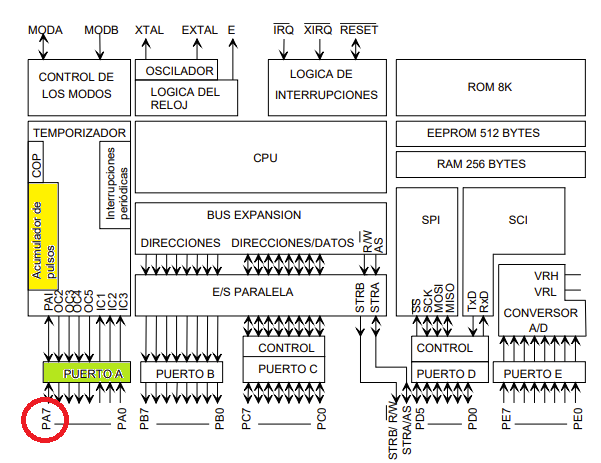 MODA MODB XTAL EXTAL E IRQ XIRQ RESET
CONTROL DE
LOS MODOS
OSCILADOR
LOGICA DEL
RELOJ
LOGICA DE
INTERRUPCIONES
ROM 8K
TEMPORIZADOR
COP
Interrupciones
periódicas
Acumulador de
pulsos
CPU
EEPROM 512 BYTES
RAM 256 BYTES
BUS EXPANSION
DIRECCIONES DIRECCIONES/DATOS R/W AS
SPI
SCI
VRH
VRL
CONVERSOR
A/D
PAI OC2 OC3 OC4 OC5 IC1 IC2 IC3
E/S PARALELA
STRB STRA
SS SCK MOSI MISO
TxD RxD
CONTROL
CONTROL
PUERTO A
PUERTO B
PUERTO C
PUERTO D
PUERTO E
PA7 PA0 PB7 PB0 PC7 PC0 STRB/ R/W STRA/AS PD5 PD0 PE7 PE0